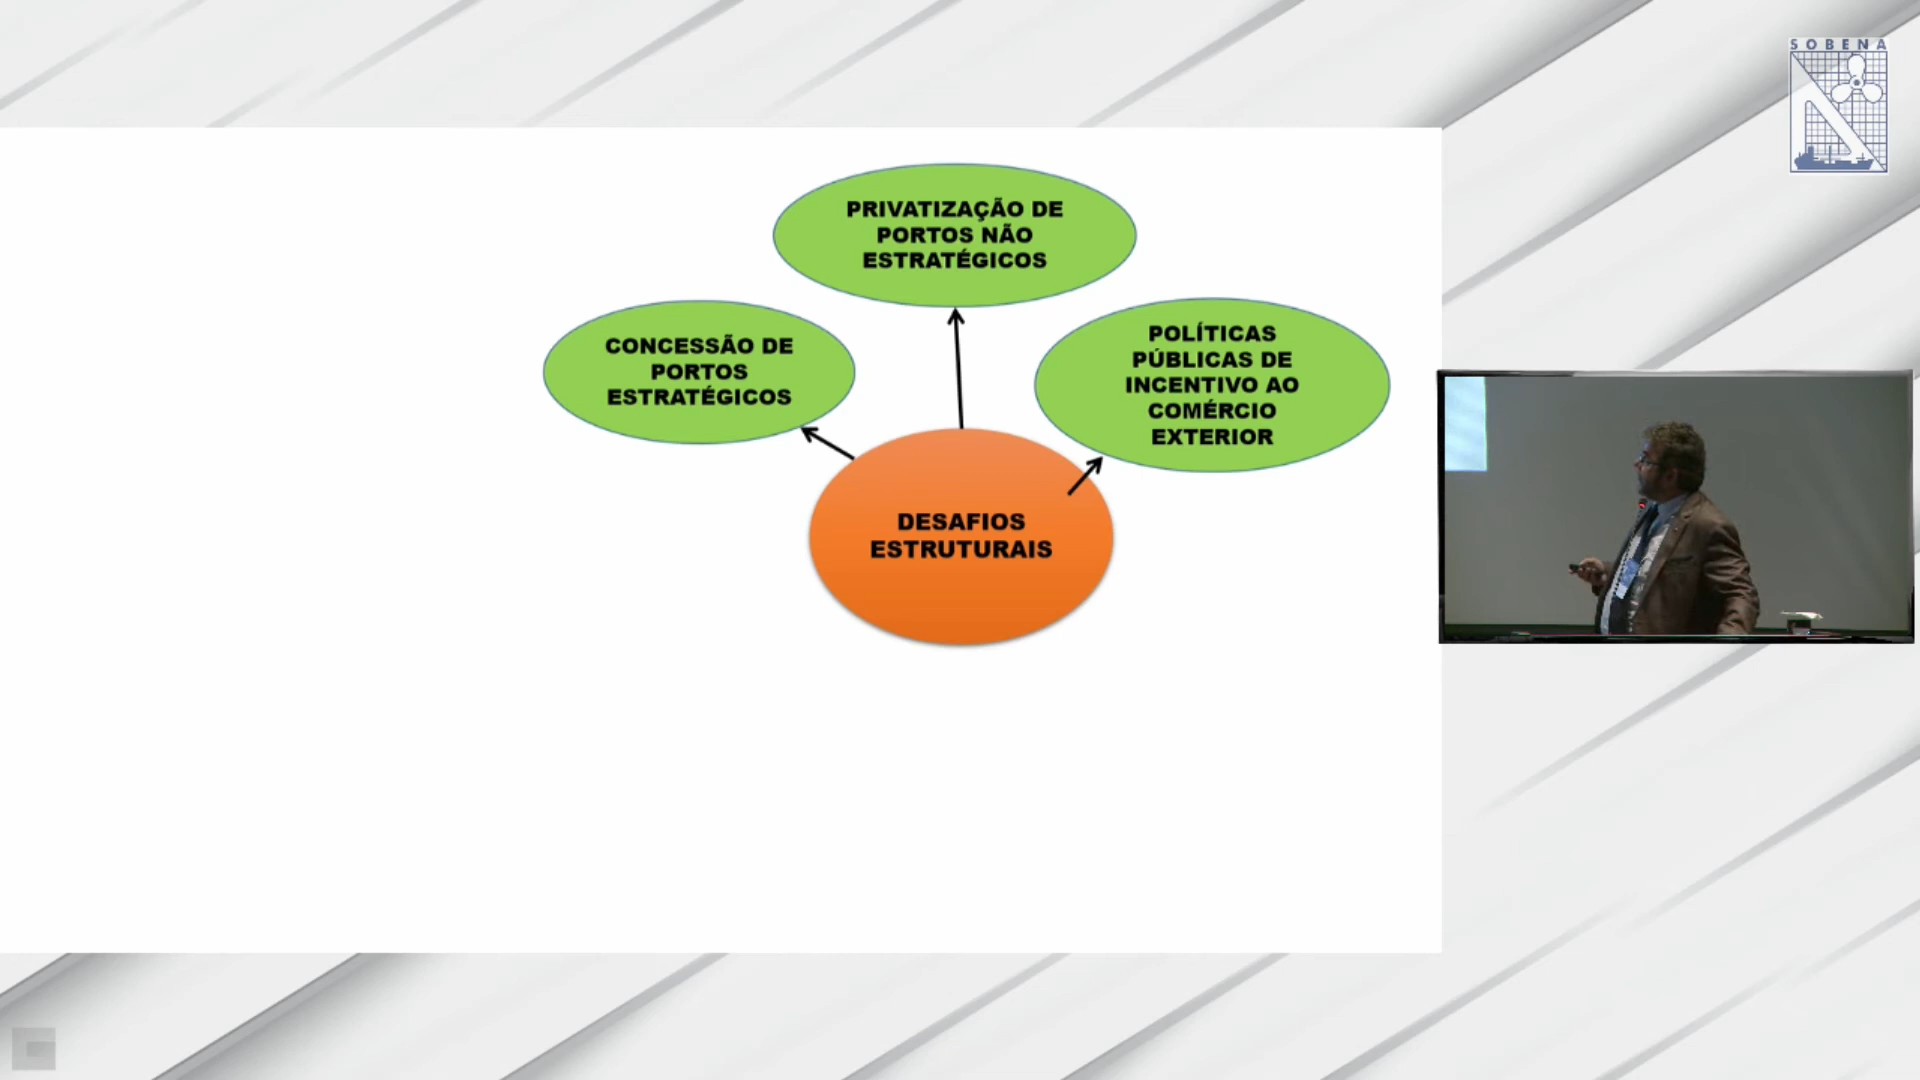 SOBENA
PRIVATIZAÇÃO DE
PORTOS NÃO
ESTRATÉGICOS
CONCESSÃO DE
PORTOS
ESTRATÉGICOS
POLÍTICAS
PÚBLICAS DE
INCENTIVO AO
COMÉRCIO
EXTERIOR
DESAFIOS
ESTRUTURAIS